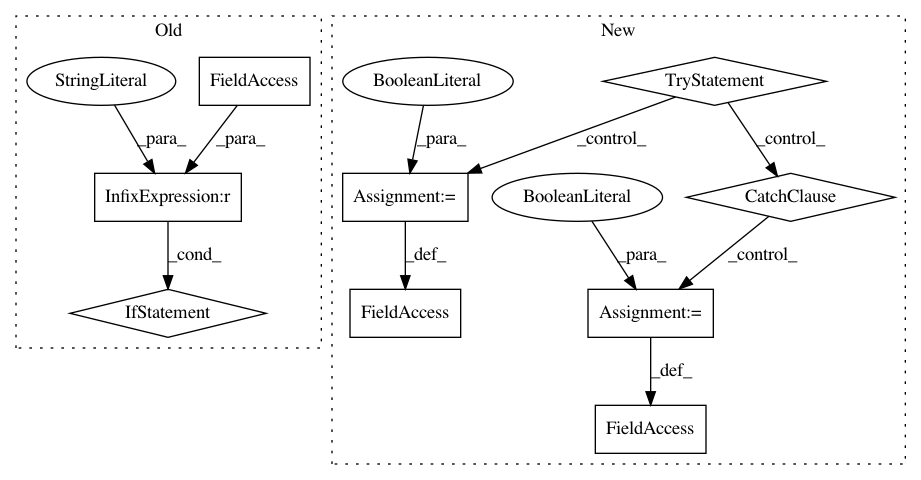 Old
New
StringLiteral
FieldAccess
BooleanLiteral
TryStatement
_para_
_para_
_para_
_control_
_control_
InfixExpression:r
Assignment:=
BooleanLiteral
CatchClause
_cond_
_def_
_para_
_control_
IfStatement
FieldAccess
Assignment:=
_def_
FieldAccess